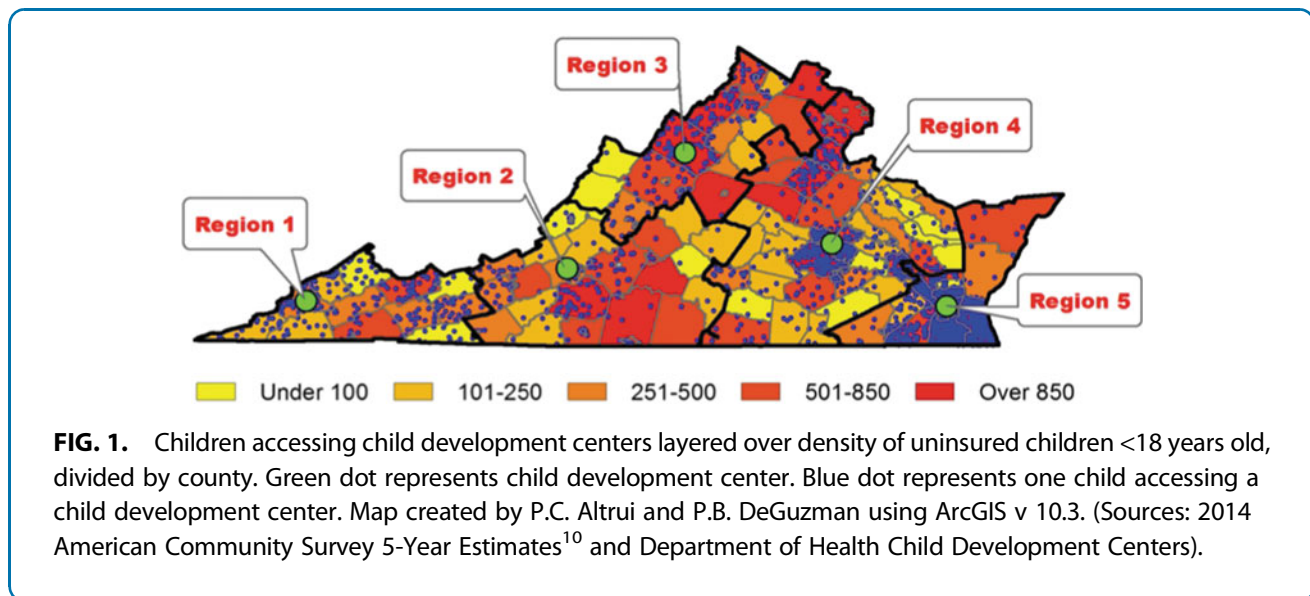 Region 3
Region 4
Region 2
Region 1
Region 5
Under 100 101-250 251-500 501-850 Over 850
FIG. 1. Children accessing child development centers layered over density of uninsured children <18 years old,
divided by county. Green dot represents child development center. Blue dot represents one child accessing a
child development center. Map created by P.C. Altrui and P.B. DeGuzman using ArcGIS v 10.3. (Sources: 2014
American Community Survey 5-Year Estimates10 and Department of Health Child Development Centers).